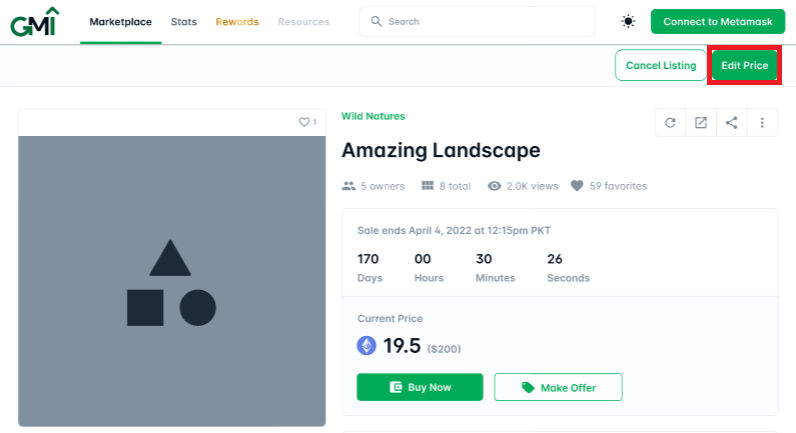 GMI Marketplace Stats Rewards Resources Search Connect to Metamask
Cancel Listing Edit Price
1
Wild Natures
Amazing Landscape
5 owners 8 total 2.0K views 59 favorites
Sale ends April 4, 2022 at 12:15pm PKT
170 00 30 26
Days Hours Minutes Seconds
Current Price
19.5 ($200)
Buy Now Make Offer